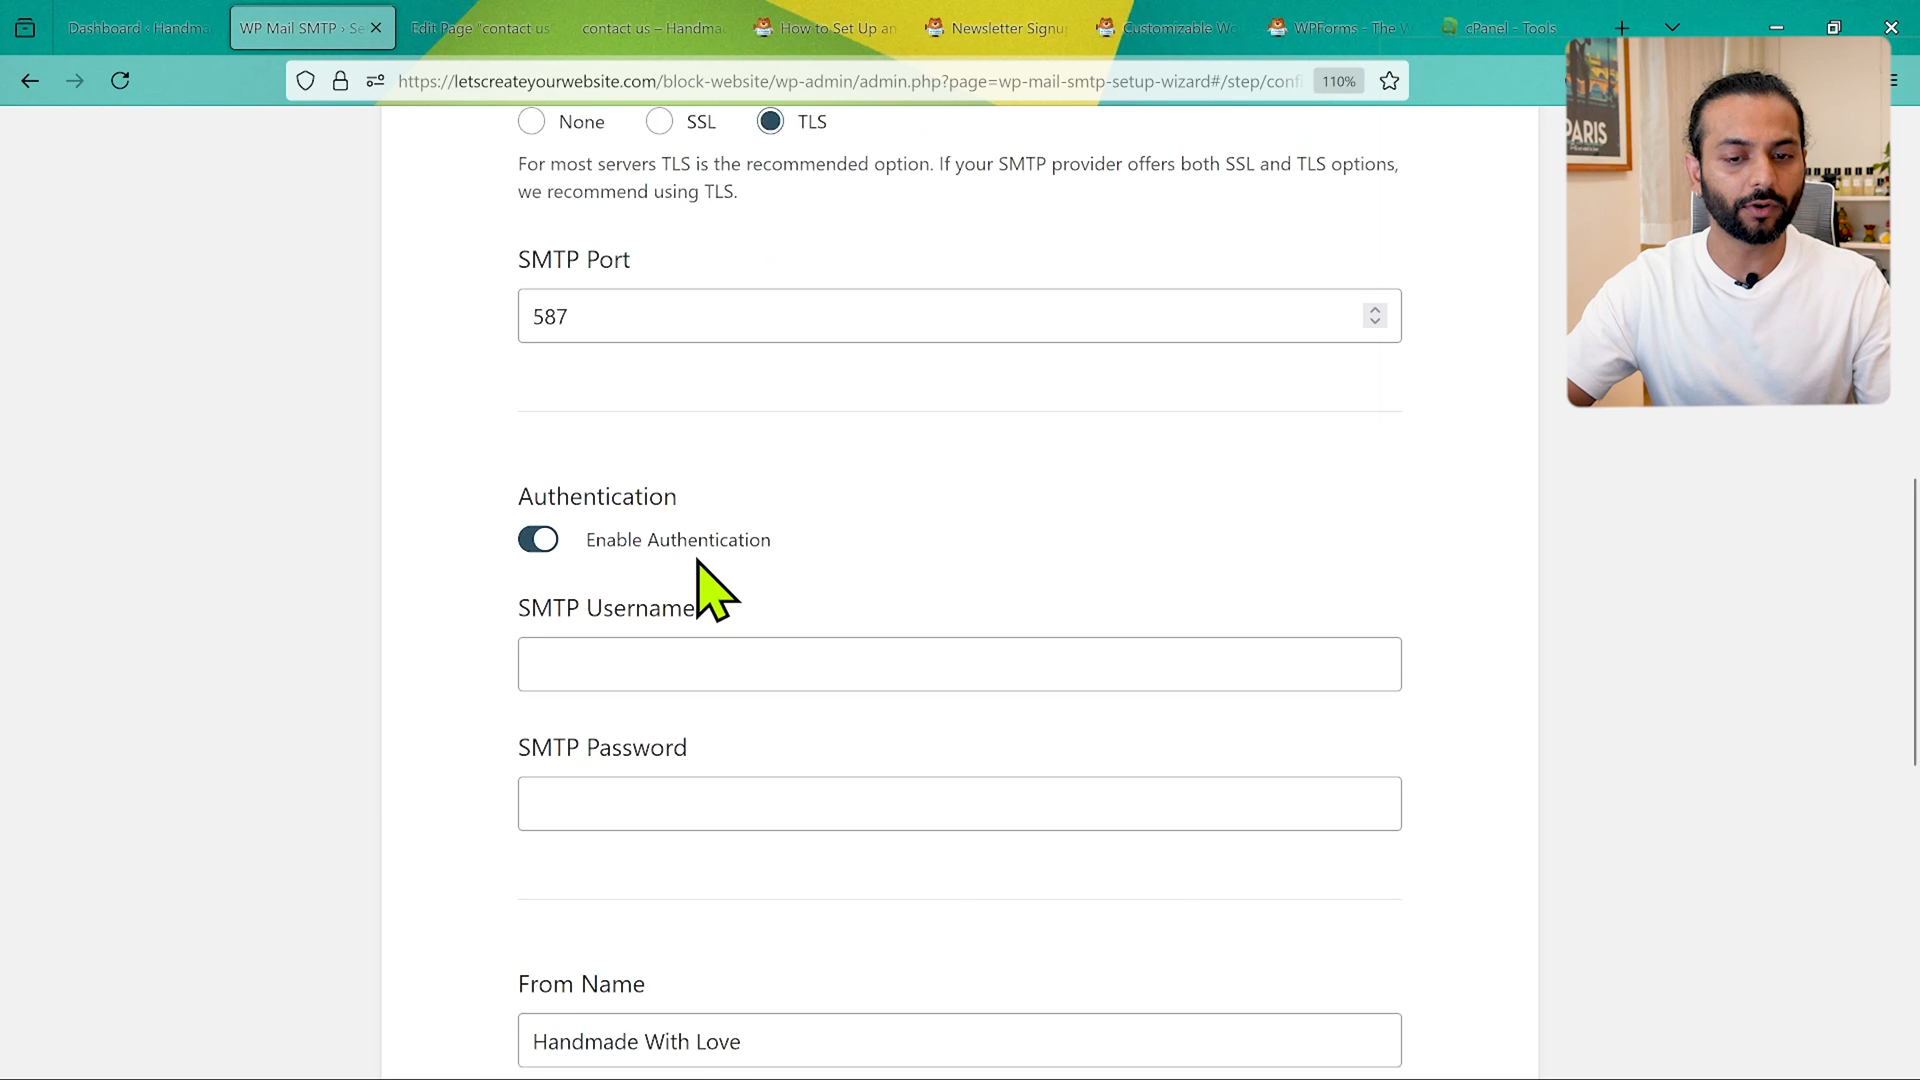 Dashboard ‹ Handma
WP Mail SMTP › Se
Edit Page "contact us
contact us – Handma
How to Set Up an
Newsletter Signu
Customizable Wo
WPForms - The W
cPanel - Tools
https://letscreateyourwebsite.com/block-website/wp-admin/admin.php?page=wp-mail-smtp-setup-wizard#/step/confi
110%
PARIS
None
SSL
TLS
For most servers TLS is the recommended option. If your SMTP provider offers both SSL and TLS options,
we recommend using TLS.
SMTP Port
587
Authentication
Enable Authentication
SMTP Username
SMTP Password
From Name
Handmade With Love